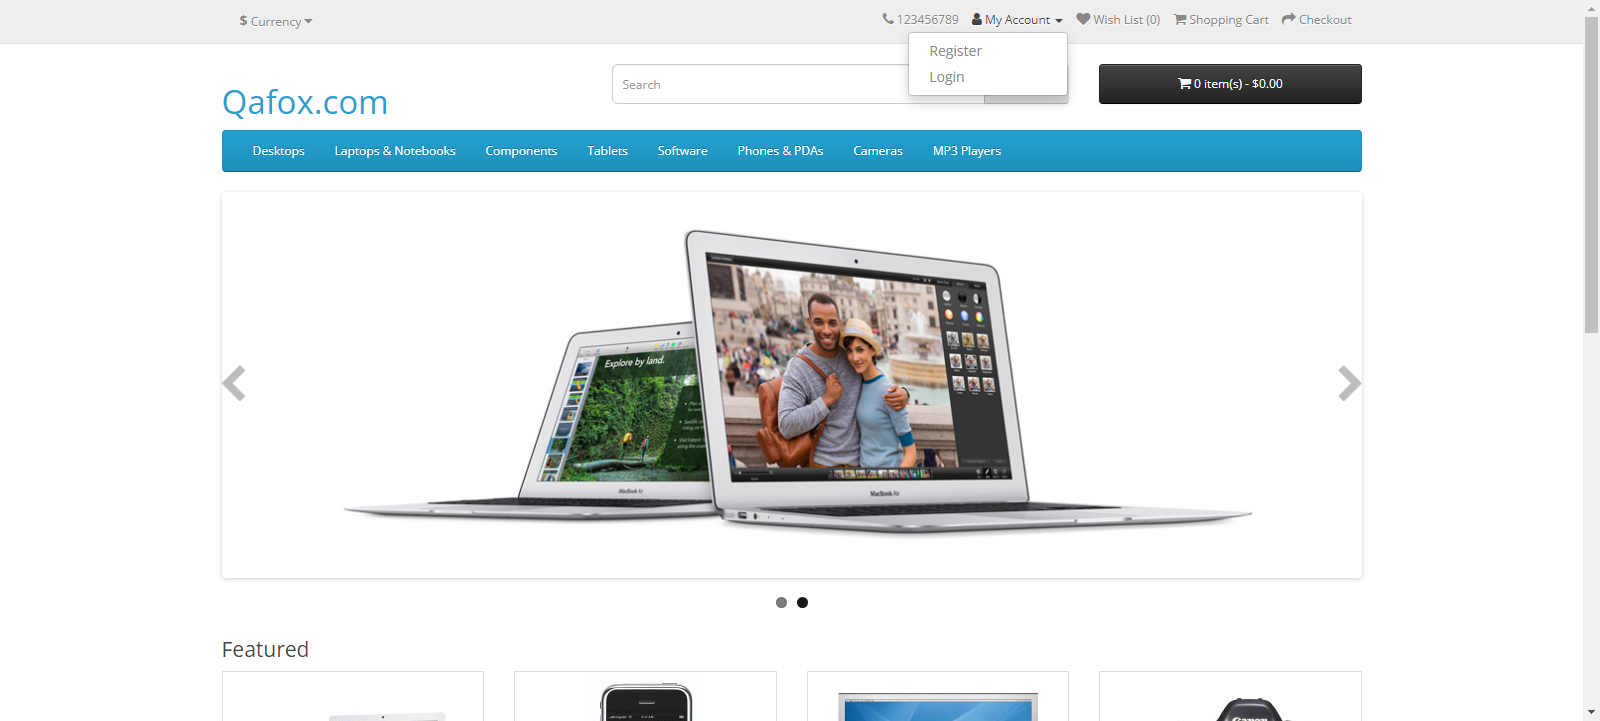 $ Currency
123456789 My Account Wish List (0) Shopping Cart Checkout
Register
Login
Qafox.com
Search
0 item(s) - $0.00
Desktops Laptops & Notebooks Components Tablets Software Phones & PDAs Cameras MP3 Players
Explore by land.
MacBook Air
MacBook Air
Featured
Canon